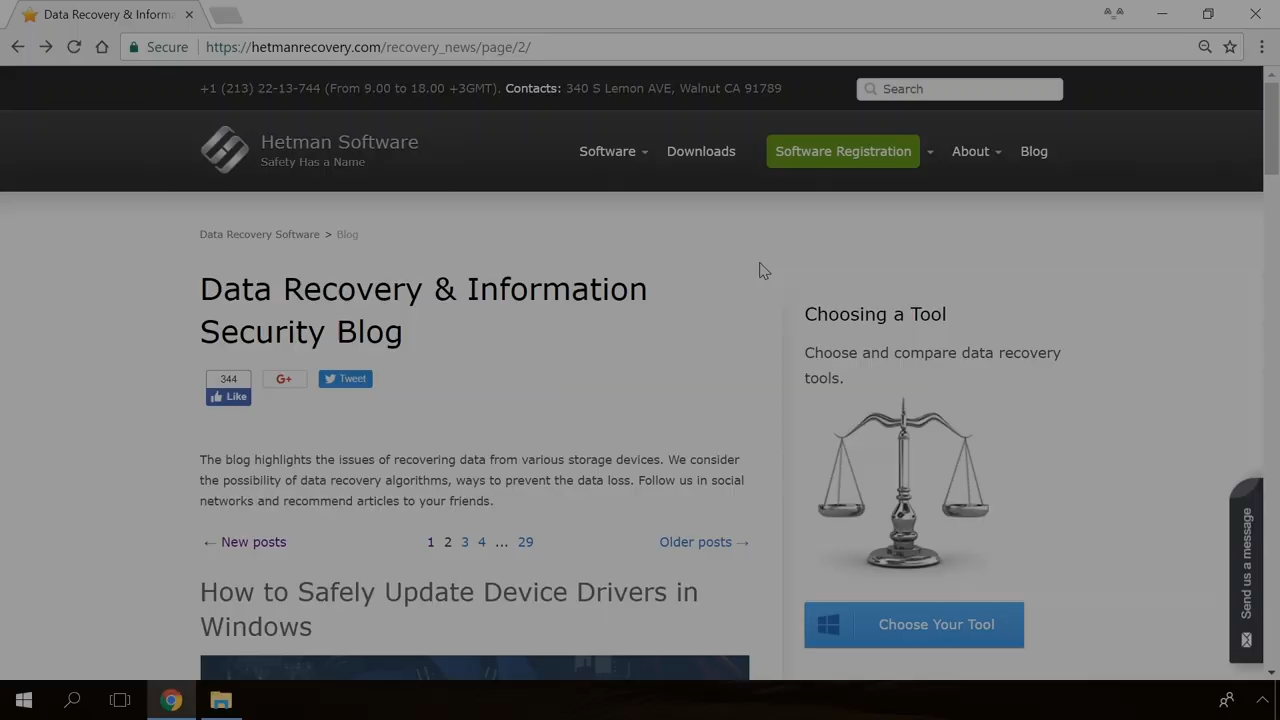 Data Recovery & Inform
Secure
https://hetmanrecovery.com/recovery_news/page/2/
+1 (213) 22-13-744 (From 9.00 to 18.00 +3GMT). Contacts: 340 S Lemon AVE, Walnut CA 91789
Search
Hetman Software
Safety Has a Name
Software
Downloads
Software Registration
About
Blog
Data Recovery Software > Blog
Data Recovery & Information
Security Blog
344
Like
G+
Tweet
The blog highlights the issues of recovering data from various storage devices. We consider
the possibility of data recovery algorithms, ways to prevent the data loss. Follow us in social
networks and recommend articles to your friends.
← New posts
1 2 3 4 ... 29
Older posts →
How to Safely Update Device Drivers in
Windows
Choosing a Tool
Choose and compare data recovery
tools.
Choose Your Tool
Send us a message